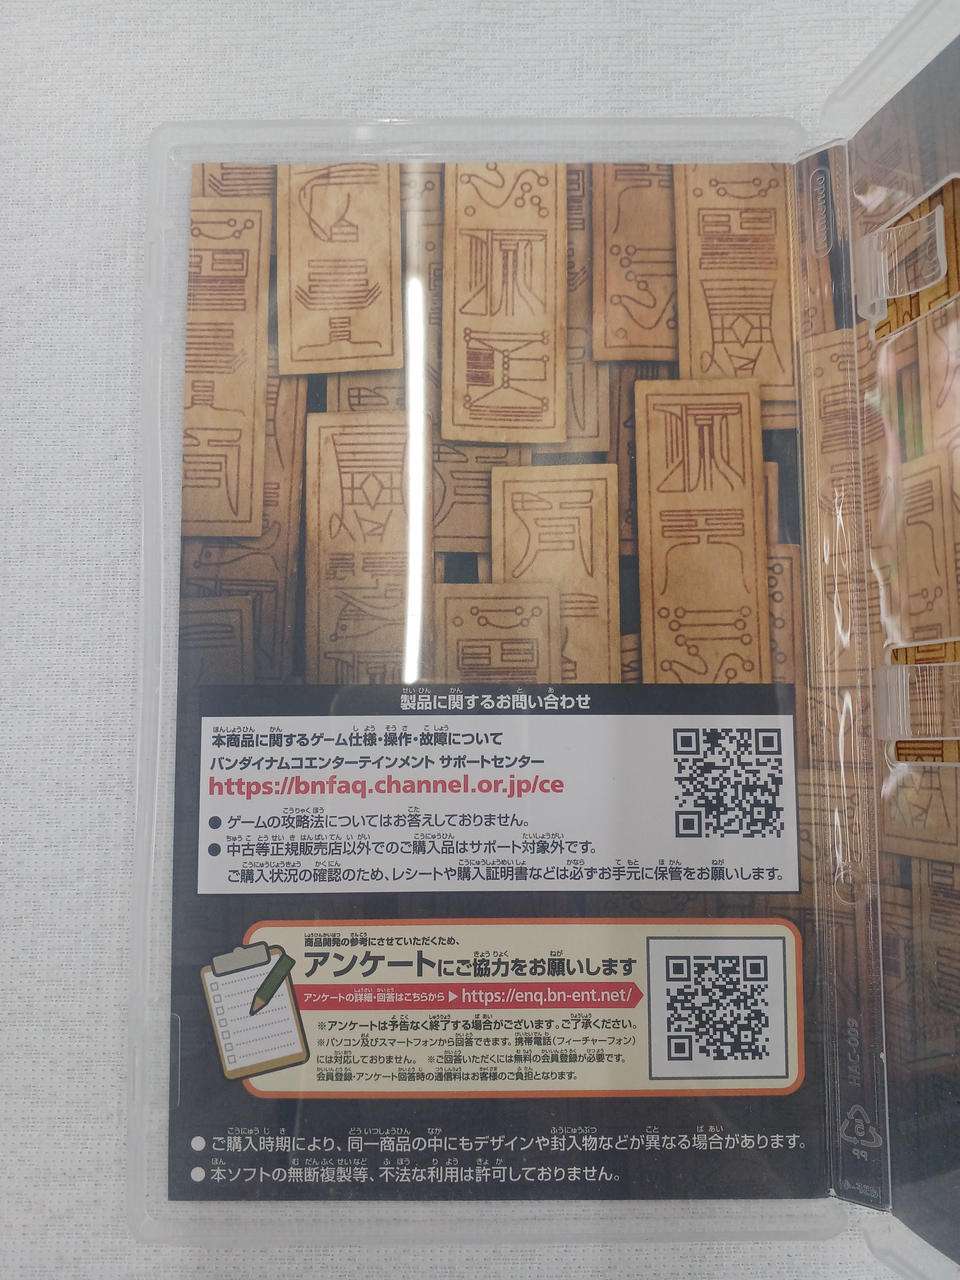 製品に関するお問い合わせ
本商品に関するゲーム仕様・操作・故障について
バンダイナムコエンターテインメント サポートセンター
https://bnfaq.channel.or.jp/ce
● ゲームの攻略法についてはお答えしておりません。
● 中古等正規販売店以外でのご購入品はサポート対象外です。
ご購入状況の確認のため、レシートや購入証明書などは必ずお手元に保管をお願いします。
商品開発の参考にさせていただくため、
アンケートにご協力をお願いします
アンケートの詳細・回答はこちらから ▶ https://enq.bn-ent.net/
※アンケートは予告なく終了する場合がございます。ご了承ください。
※パソコン及びスマートフォンから回答できます。携帯電話(フィーチャーフォン)
には対応しておりません。 ※ご回答いただくには無料の会員登録が必要です。
会員登録・アンケート回答時の通信料はお客様のご負担となります。
● ご購入時期により、同一商品の中にもデザインや封入物などが異なる場合があります。
● 本ソフトの無断複製等、不法な利用は許可しておりません。
Nintendo
HAC-009
PP